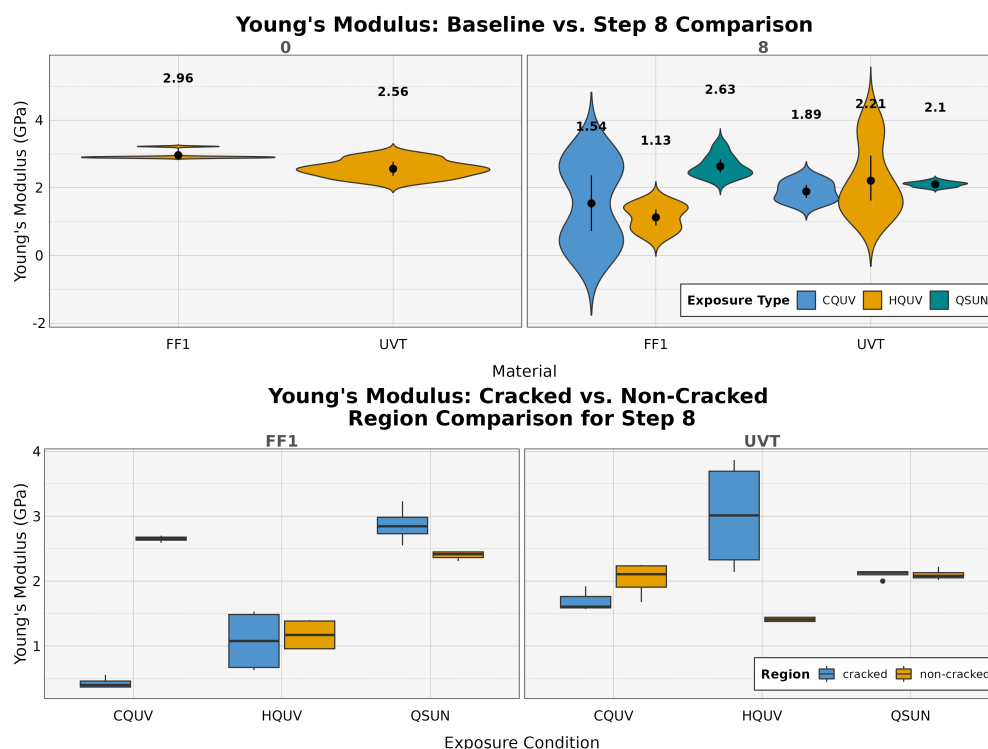 Young's Modulus: Baseline vs. Step 8 Comparison
0
8
Young's Modulus (GPa)
4
2
0
-2
2.96
2.56
1.54
1.13
2.63
1.89
2.21
2.1
Exposure Type CQUV HQUV QSUN
FF1 UVT FF1 UVT
Material
Young's Modulus: Cracked vs. Non-Cracked
Region Comparison for Step 8
FF1 UVT
Young's Modulus (GPa)
4
3
2
1
Region cracked non-cracked
CQUV HQUV QSUN CQUV HQUV QSUN
Exposure Condition